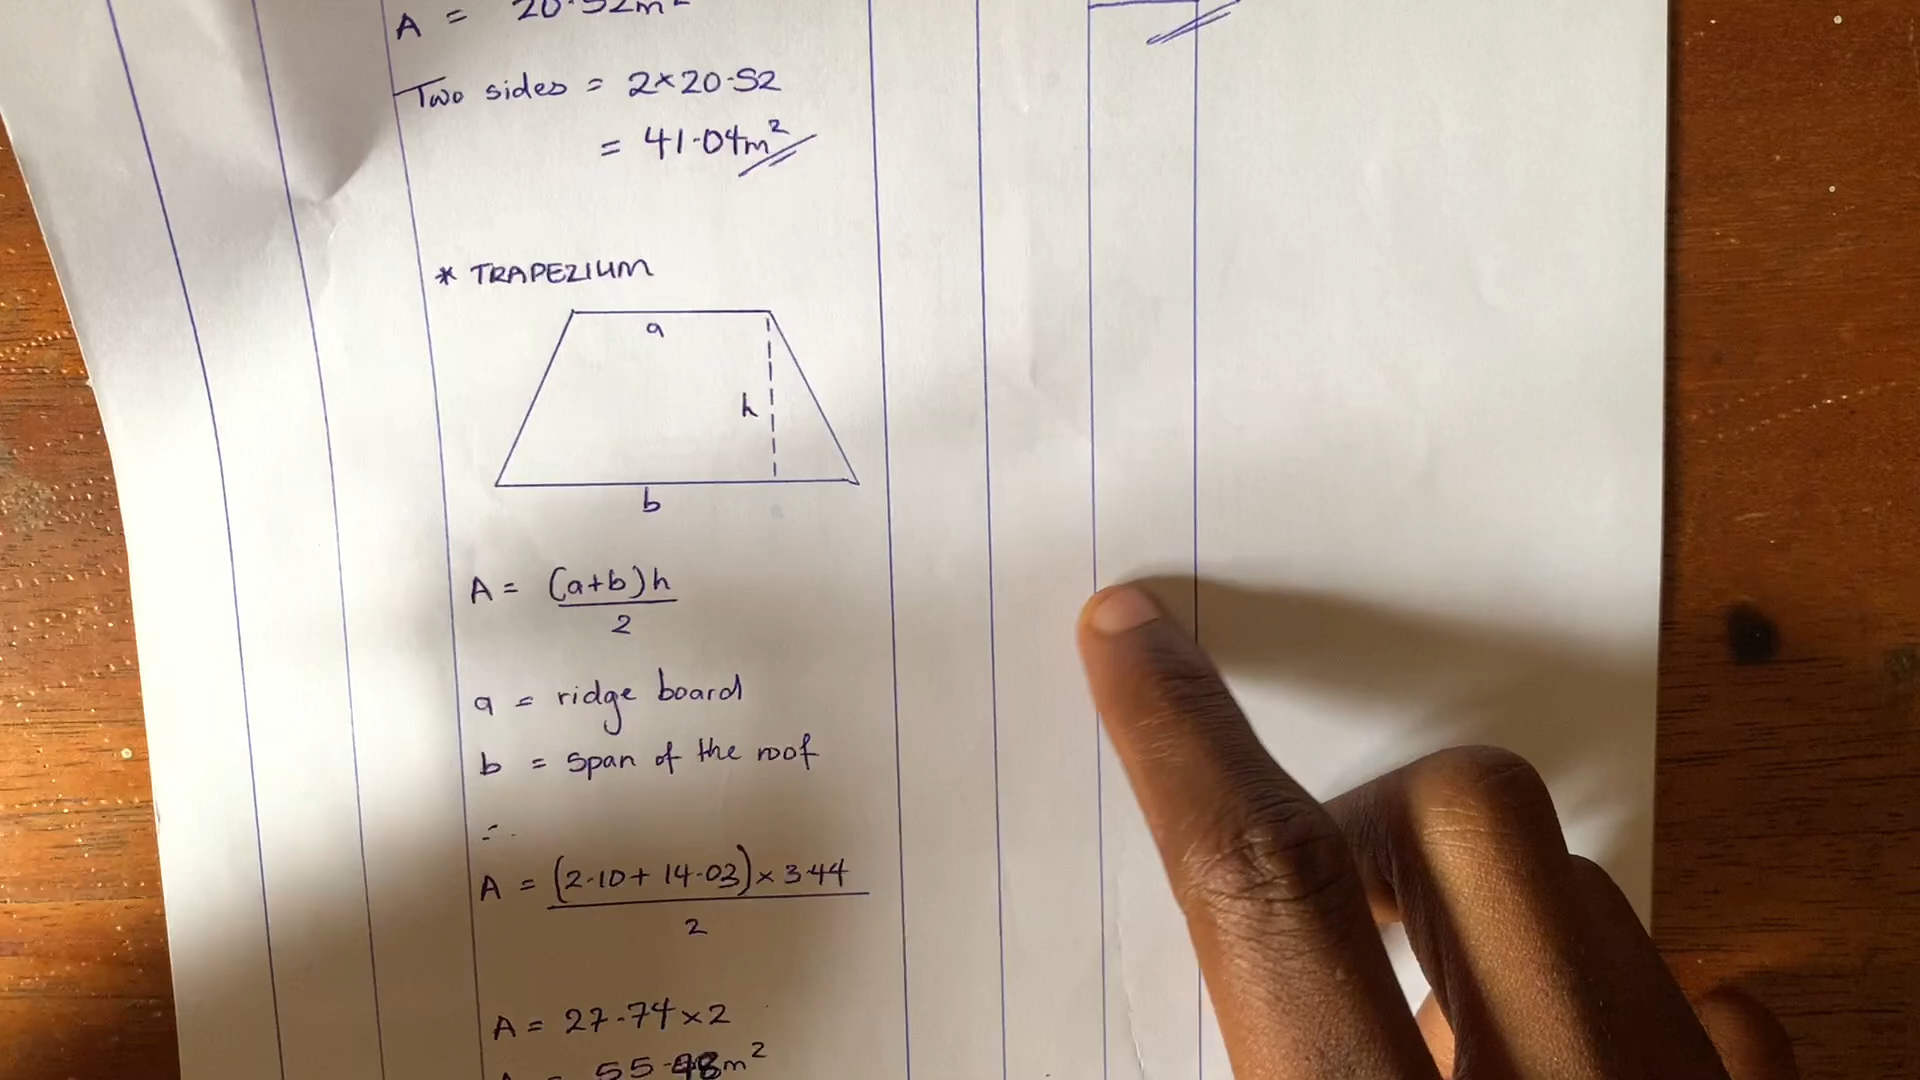 A = 20.52m²
Two sides = 2×20.52
= 41.04m²
* TRAPEZIUM
a
h
b
A = (a+b)h
2
a = ridge board
b = Span of the roof
∴
A = (2.10+14.03)×3.44
2
A = 27.74×2
A = 55.48m²